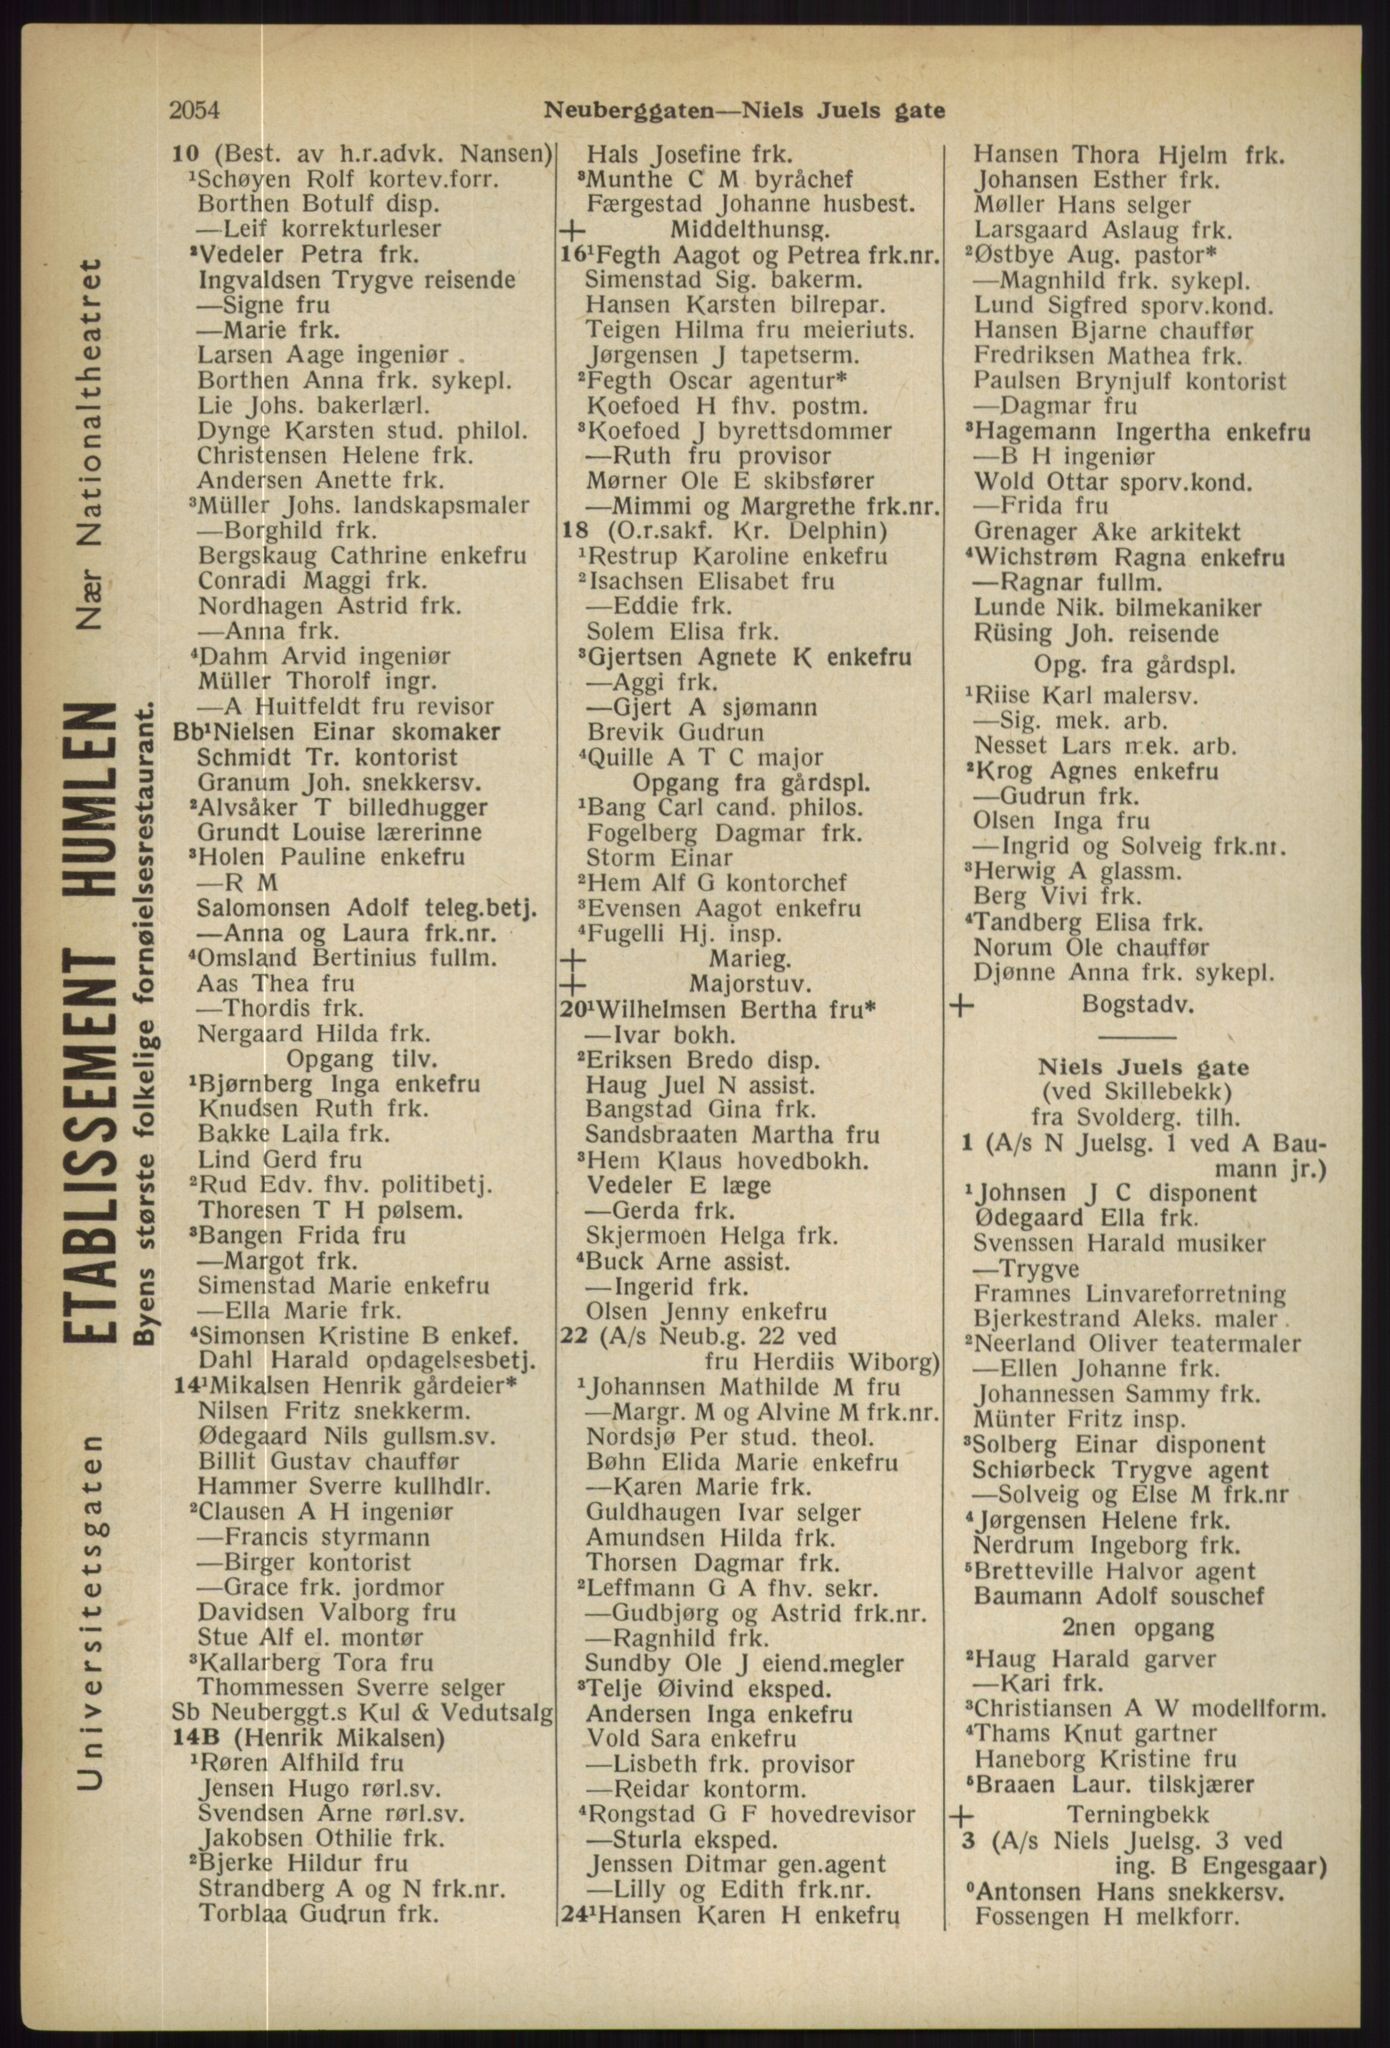 2054
Neuberggaten—Niels Juels gate
10 (Best. av h.r.advk. Nansen)
¹Schøyen Rolf kortev.forr.
Borthen Botulf disp.
—Leif korrekturleser
²Vedeler Petra frk.
Ingvaldsen Trygve reisende
—Signe fru
—Marie frk.
Larsen Aage ingeniør
Borthen Anna frk. sykepl.
Lie Johs. bakerlærl.
Dynge Karsten stud. philol.
Christensen Helene frk.
Andersen Anette frk.
³Müller Johs. landskapsmaler
—Borghild frk.
Bergskaug Cathrine enkefru
Conradi Maggi frk.
Nordhagen Astrid frk.
—Anna frk.
⁴Dahm Arvid ingeniør
Müller Thorolf ingr.
—A Huitfeldt fru revisor
Bb¹Nielsen Einar skomaker
Schmidt Tr. kontorist
Granum Joh. snekkersv.
²Alvsåker T billedhugger
Grundt Louise lærerinne
³Holen Pauline enkefru
—R M
Salomonsen Adolf teleg.betj.
—Anna og Laura frk.nr.
⁴Omsland Bertinius fullm.
Aas Thea fru
—Thordis frk.
Nergaard Hilda frk.
Opgang tilv.
¹Bjørnberg Inga enkefru
Knudsen Ruth frk.
Bakke Laila frk.
Lind Gerd fru
²Rud Edv. fhv. politibetj.
Thoresen T H pølsem.
³Bangen Frida fru
—Margot frk.
Simenstad Marie enkefru
—Ella Marie frk.
⁴Simonsen Kristine B enkef.
Dahl Harald opdagelsesbetj.
14¹Mikalsen Henrik gårdeier*
Nilsen Fritz snekkerm.
Ødegaard Nils gullsm.sv.
Billit Gustav chauffør
Hammer Sverre kullhdlr.
²Clausen A H ingeniør
—Francis styrmann
—Birger kontorist
—Grace frk. jordmor
Davidsen Valborg fru
Stue Alf el. montør
³Kallarberg Tora fru
Thommessen Sverre selger
Sb Neuberggt.s Kul & Vedutsalg
14B (Henrik Mikalsen)
¹Røren Alfhild fru
Jensen Hugo rørl.sv.
Svendsen Arne rørl.sv.
Jakobsen Othilie frk.
²Bjerke Hildur fru
Strandberg A og N frk.nr.
Torblaa Gudrun frk.
Hals Josefine frk.
³Munthe C M byråchef
Færgestad Johanne husbest.
+ Middelthunsg.
16¹Fegth Aagot og Petrea frk.nr.
Simenstad Sig. bakerm.
Hansen Karsten bilrepar.
Teigen Hilma fru meieriuts.
Jørgensen J tapetserm.
²Fegth Oscar agentur*
Koefoed H fhv. postm.
³Koefoed J byrettsdommer
—Ruth fru provisor
Mørner Ole E skibsfører
—Mimmi og Margrethe frk.nr.
18 (O.r.sakf. Kr. Delphin)
¹Restrup Karoline enkefru
²Isachsen Elisabet fru
—Eddie frk.
Solem Elisa frk.
³Gjertsen Agnete K enkefru
—Aggi frk.
—Gjert A sjømann
Brevik Gudrun
⁴Quille A T C major
Opgang fra gårdspl.
¹Bang Carl cand. philos.
Fogelberg Dagmar frk.
Storm Einar
²Hem Alf G kontorchef
³Evensen Aagot enkefru
⁴Fugelli Hj. insp.
+ Marieg.
+ Majorstuv.
20¹Wilhelmsen Bertha fru*
—Ivar bokh.
²Eriksen Bredo disp.
Haug Juel N assist.
Bangstad Gina frk.
Sandsbraaten Martha fru
³Hem Klaus hovedbokh.
Vedeler E læge
—Gerda frk.
Skjermoen Helga frk.
⁴Buck Arne assist.
—Ingerid frk.
Olsen Jenny enkefru
22 (A/s Neub.g. 22 ved
fru Herdiis Wiborg)
¹Johannsen Mathilde M fru
—Margr. M og Alvine M frk.nr.
Nordsjø Per stud. theol.
Bøhn Elida Marie enkefru
—Karen Marie frk.
Guldhaugen Ivar selger
Amundsen Hilda frk.
Thorsen Dagmar frk.
²Leffmann G A fhv. sekr.
—Gudbjørg og Astrid frk.nr.
—Ragnhild frk.
Sundby Ole J eiend.megler
³Telje Øivind eksped.
Andersen Inga enkefru
Vold Sara enkefru
—Lisbeth frk. provisor
—Reidar kontorm.
⁴Rongstad G F hovedrevisor
—Sturla eksped.
Jenssen Ditmar gen.agent
—Lilly og Edith frk.nr.
24¹Hansen Karen H enkefru
Hansen Thora Hjelm frk.
Johansen Esther frk.
Møller Hans selger
Larsgaard Aslaug frk.
²Østbye Aug. pastor*
—Magnhild frk. sykepl.
Lund Sigfred sporv.kond.
Hansen Bjarne chauffør
Fredriksen Mathea frk.
Paulsen Brynjulf kontorist
—Dagmar fru
³Hagemann Ingertha enkefru
—B H ingeniør
Wold Ottar sporv.kond.
—Frida fru
Grenager Åke arkitekt
⁴Wichstrøm Ragna enkefru
—Ragnar fullm.
Lunde Nik. bilmekaniker
Rüsing Joh. reisende
Opg. fra gårdspl.
¹Riise Karl malersv.
—Sig. mek. arb.
Nesset Lars mek. arb.
²Krog Agnes enkefru
—Gudrun frk.
Olsen Inga fru
—Ingrid og Solveig frk.nr.
³Herwig A glassm.
Berg Vivi frk.
⁴Tandberg Elisa frk.
Norum Ole chauffør
Djønne Anna frk. sykepl.
+ Bogstadv.
Niels Juels gate
(ved Skillebekk)
fra Svolderg. tilh.
1 (A/s N Juelsg. 1 ved A Bau-
mann jr.)
¹Johnsen J C disponent
Ødegaard Ella frk.
Svenssen Harald musiker
—Trygve
Framnes Linvareforretning
Bjerkestrand Aleks. maler
²Neerland Oliver teatermaler
—Ellen Johanne frk.
Johannessen Sammy frk.
Münter Fritz insp.
³Solberg Einar disponent
Schiørbeck Trygve agent
—Solveig og Else M frk.nr
⁴Jørgensen Helene frk.
Nerdrum Ingeborg frk.
⁵Bretteville Halvor agent
Baumann Adolf souschef
2nen opgang
²Haug Harald garver
—Kari frk.
³Christiansen A W modellform.
⁴Thams Knut gartner
Haneborg Kristine fru
⁵Braaen Laur. tilskjærer
+ Terningbekk
3 (A/s Niels Juelsg. 3 ved
ing. B Engesgaar)
⁰Antonsen Hans snekkersv.
Fossengen H melkforr.
Universitetsgaten ETABLISSEMENT HUMLEN Nær Nationaltheatret
Byens største folkelige fornøielsesrestaurant.